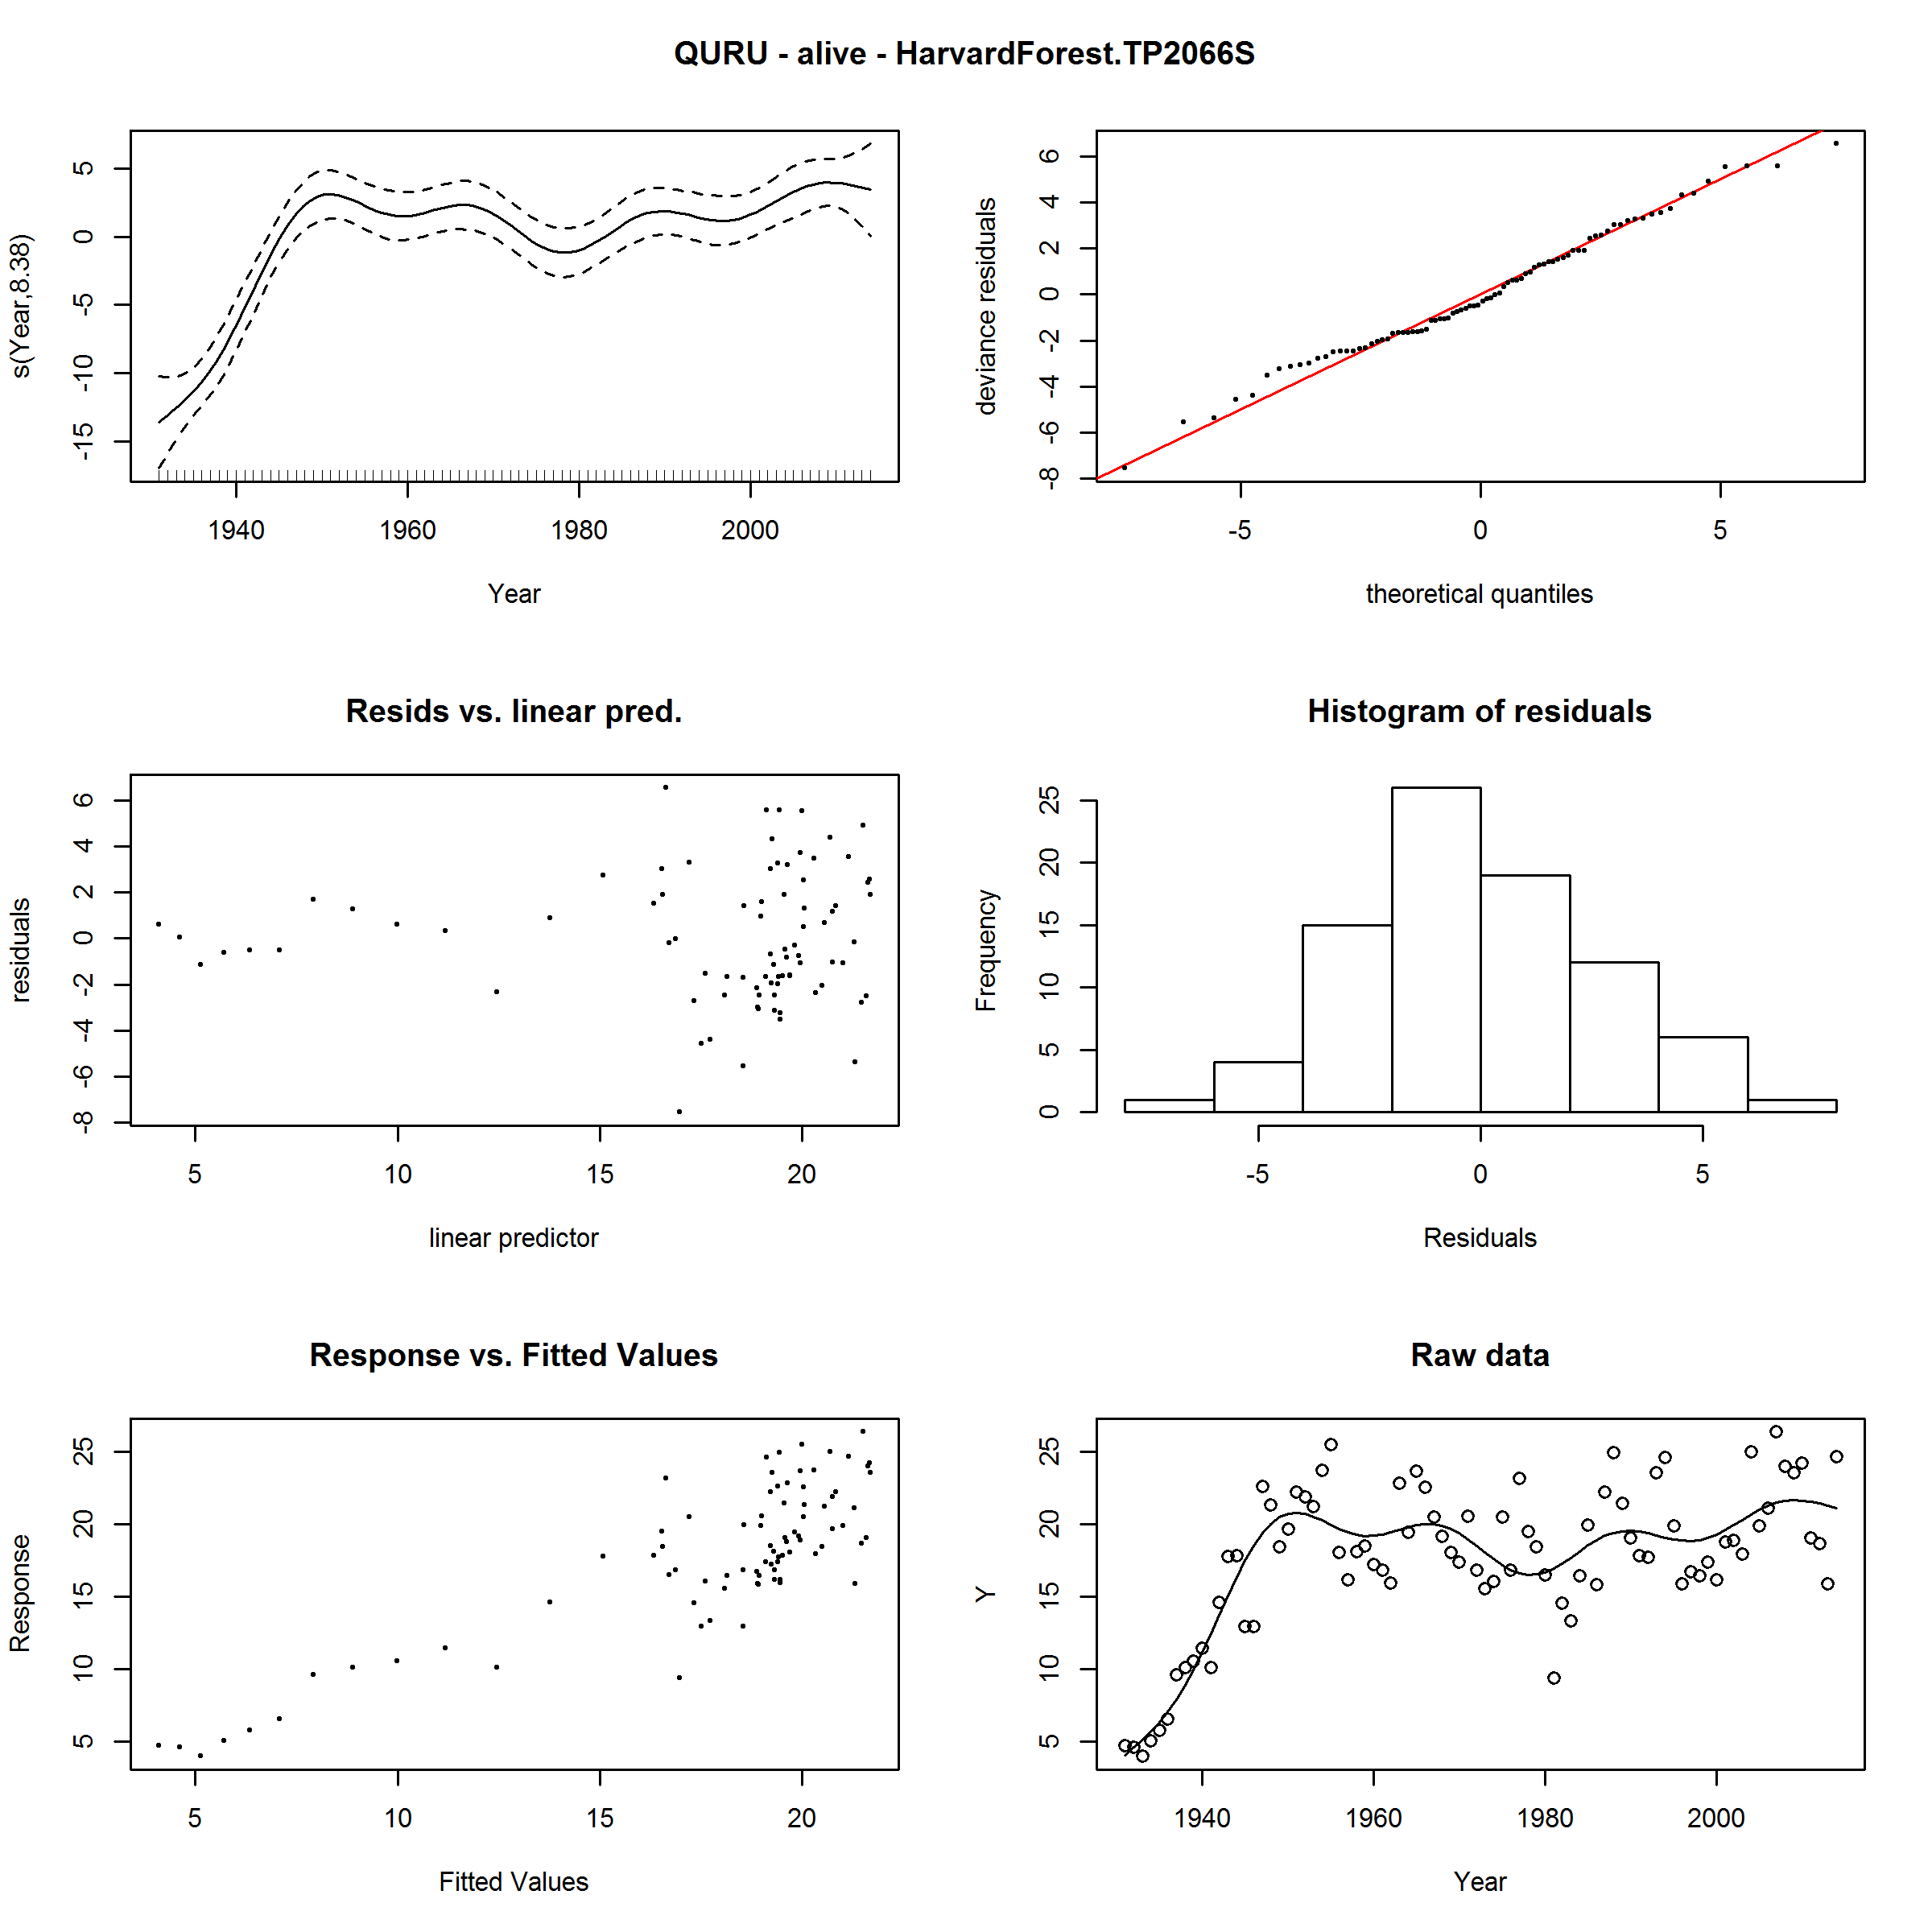 QURU - alive - HarvardForest.TP2066S
s(Year,8.38)
5
0
-5
-10
-15
1940 1960 1980 2000
Year
deviance residuals
6
4
2
0
-2
-4
-6
-8
-5 0 5
theoretical quantiles
Resids vs. linear pred.
residuals
6
4
2
0
-2
-4
-6
-8
5 10 15 20
linear predictor
Histogram of residuals
Frequency
25
20
15
10
5
0
-5 0 5
Residuals
Response vs. Fitted Values
Response
25
20
15
10
5
5 10 15 20
Fitted Values
Raw data
Y
25
20
15
10
5
1940 1960 1980 2000
Year